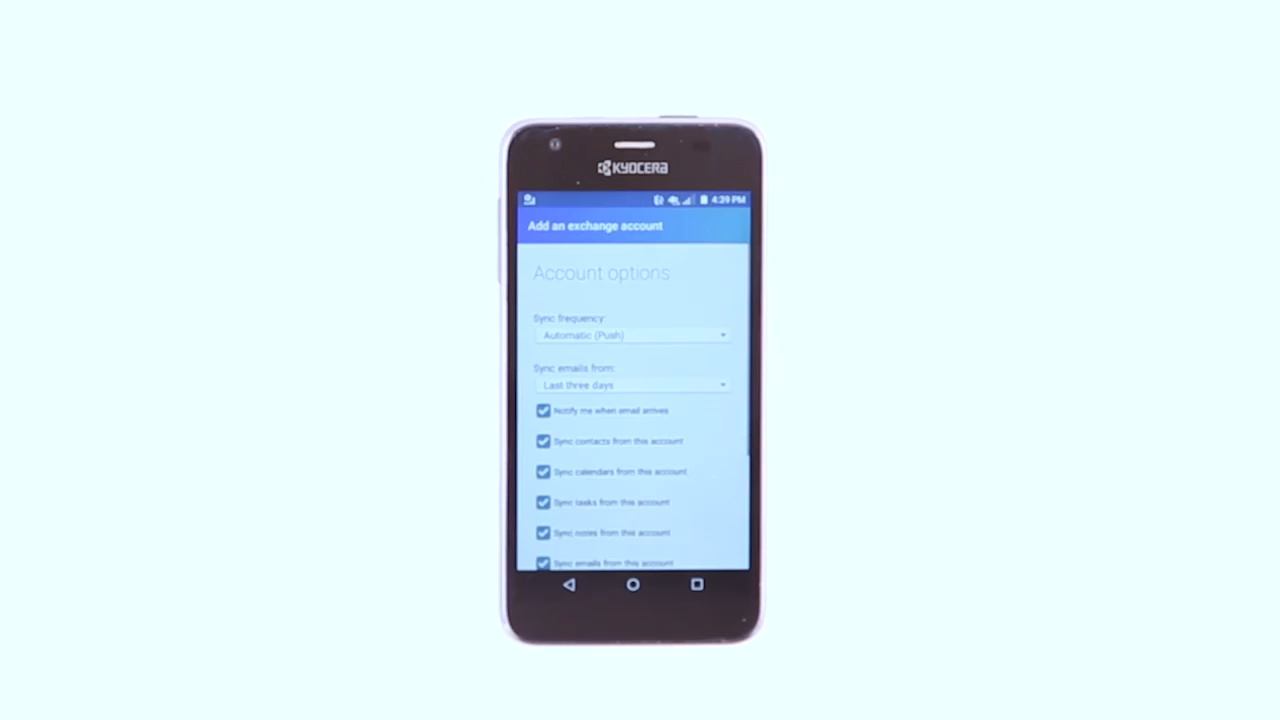 KYOCERA
4:39 PM
Add an exchange account
Account options
Sync frequency:
Automatic (Push)
Sync emails from:
Last three days
Notify me when email arrives
Sync contacts from this account
Sync calendars from this account
Sync tasks from this account
Sync notes from this account
Sync emails from this account